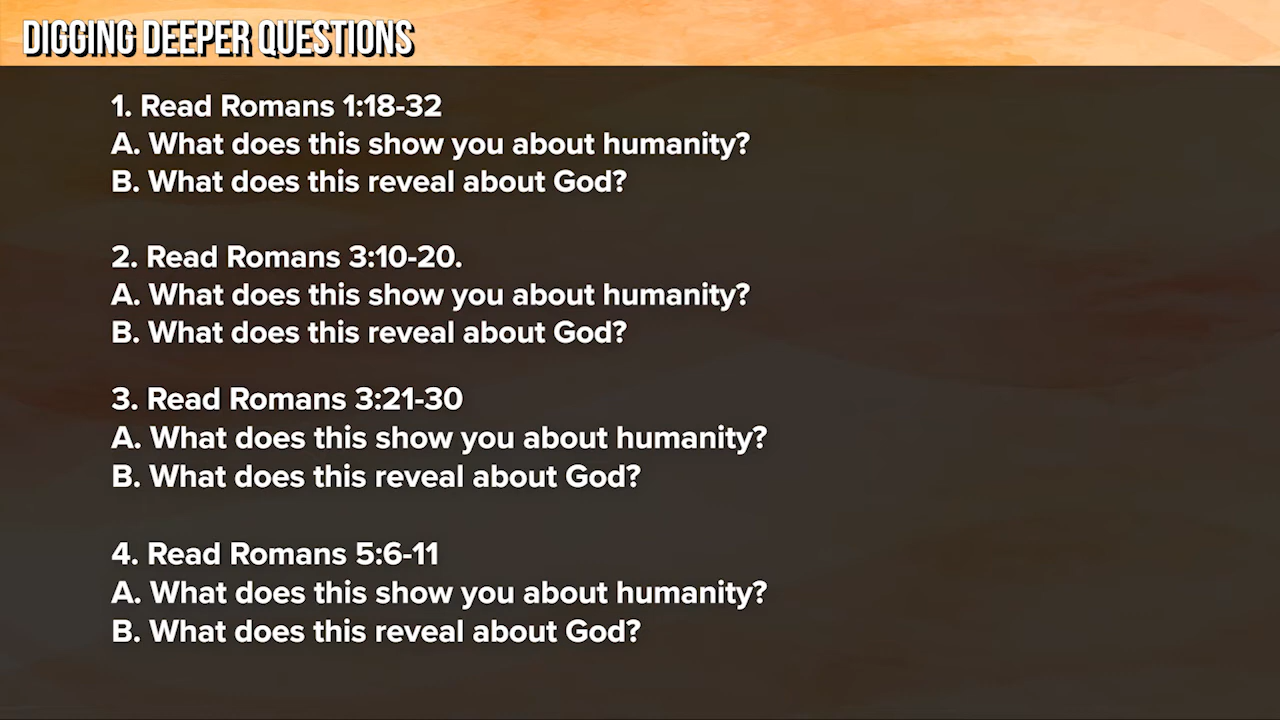 DIGGING DEEPER QUESTIONS
1. Read Romans 1:18-32
A. What does this show you about humanity?
B. What does this reveal about God?
2. Read Romans 3:10-20.
A. What does this show you about humanity?
B. What does this reveal about God?
3. Read Romans 3:21-30
A. What does this show you about humanity?
B. What does this reveal about God?
4. Read Romans 5:6-11
A. What does this show you about humanity?
B. What does this reveal about God?